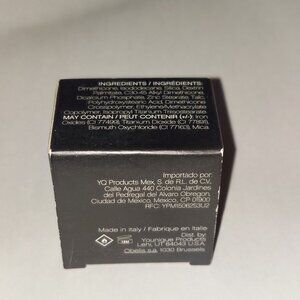 INGREDIENTS / INGRÉDIENTS:
Dimethicone, Isododecane, Silica, Dextrin
Palmitate, C30-45 Alkyl Dimethicone,
Dicalcium Phosphate, Zinc Stearate, Talc,
Polyhydroxystearic Acid, Dimethicone
Crosspolymer, Ethylene/Methacrylate
Copolymer, Isopropyl Titanium Triisostearate.
MAY CONTAIN / PEUT CONTENIR (+/-): Iron
Oxides (CI 77499), Titanium Dioxide (CI 77891),
Bismuth Oxychloride (CI 77163), Mica
Importado por:
YQ Products Mex, S. de R.L. de C.V.
Calle Agua 440 Colonia Jardines
del Pedregal del Alvaro Obregon
Ciudad de México, México, CP 01900
RFC: YPM1506253U2
Made in Italy / Fabriqué en Italie
Dist. by:
Younique Products
Lehi, UT 84043 U.S.A
Obelis s.a. 1030 Brussels